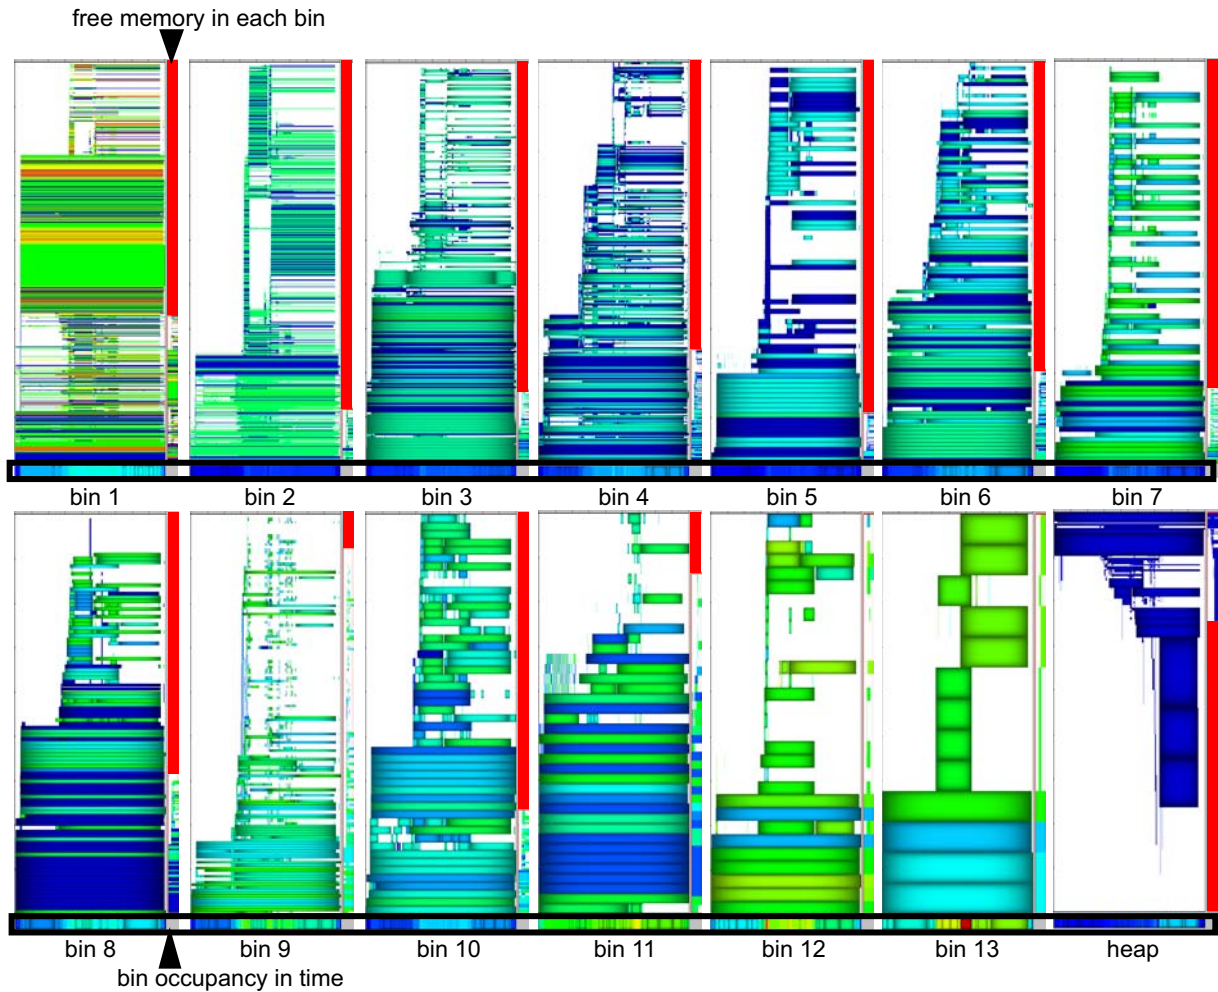 free memory in each bin
bin 1
bin 2
bin 3
bin 4
bin 5
bin 6
bin 7
bin 8
bin 9
bin 10
bin 11
bin 12
bin 13
heap
bin occupancy in time